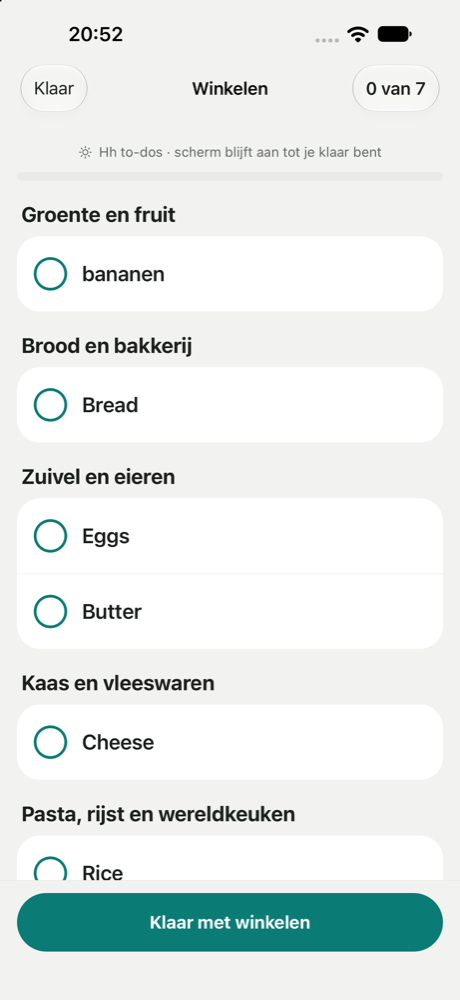 20:52
Klaar
Winkelen
0 van 7
Hh to-dos · scherm blijft aan tot je klaar bent
Groente en fruit
bananen
Brood en bakkerij
Bread
Zuivel en eieren
Eggs
Butter
Kaas en vleeswaren
Cheese
Pasta, rijst en wereldkeuken
Rice
Klaar met winkelen